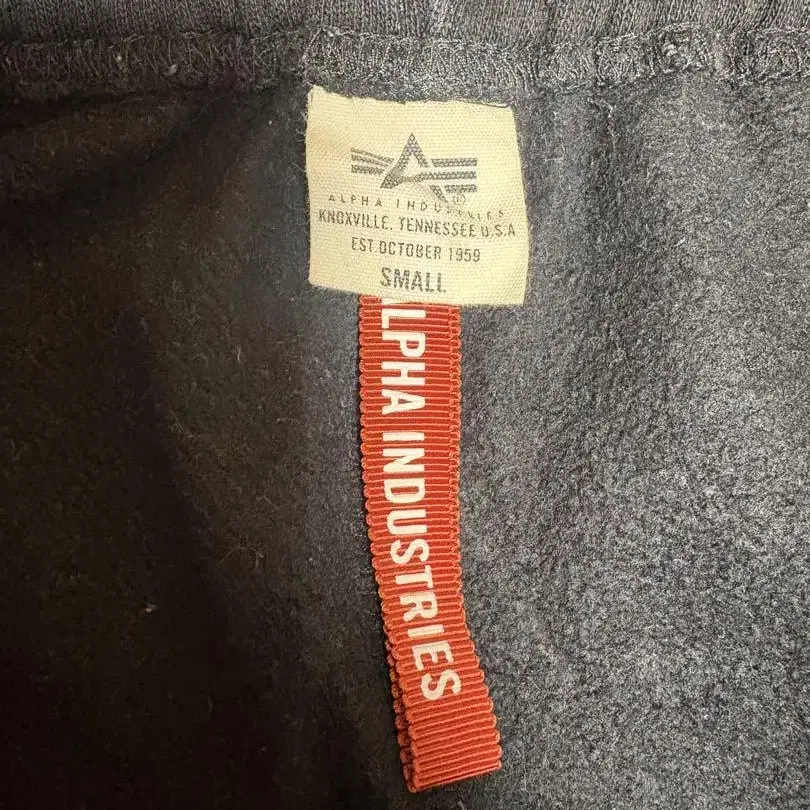 ALPHA INDUSTRIES
KNOXVILLE, TENNESSEE U.S.A
EST. OCTOBER 1959
SMALL
ALPHA INDUSTRIES